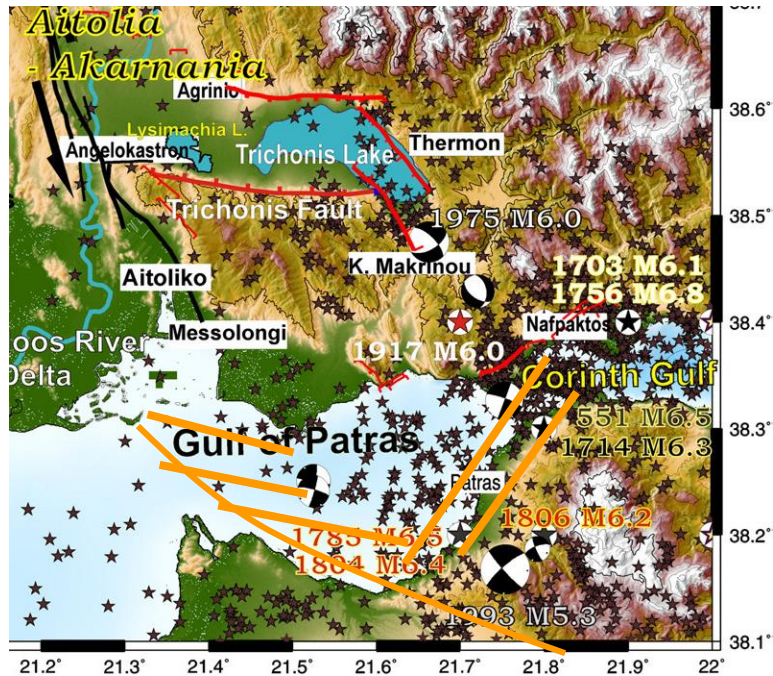 Aitolia
- Akarnania
Agrinio
Lysimachia L.
Angelokastron
Trichonis Lake
Thermon
Trichonis Fault
1975 M6.0
K. Makrinou
Aitoliko
1703 M6.1
1756 M6.8
Messolongi
Nafpaktos
oos River
Delta
1917 M6.0
Corinth Gulf
551 M6.5
1714 M6.3
Gulf of Patras
Patras
1806 M6.2
1785 M6.5
1804 M6.4
1993 M5.3
38.6°
38.5°
38.4°
38.3°
38.2°
38.1°
21.2°
21.3°
21.4°
21.5°
21.6°
21.7°
21.8°
21.9°
22°